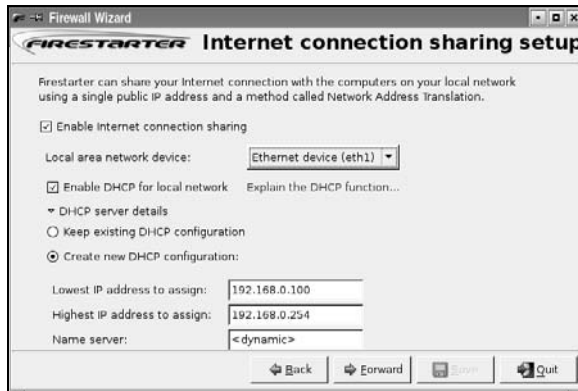 Firewall Wizard
FIRESTARTER Internet connection sharing setup
Firestarter can share your Internet connection with the computers on your local network
using a single public IP address and a method called Network Address Translation.
Enable Internet connection sharing
Local area network device: Ethernet device (eth1)
Enable DHCP for local network Explain the DHCP function...
DHCP server details
Keep existing DHCP configuration
Create new DHCP configuration:
Lowest IP address to assign: 192.168.0.100
Highest IP address to assign: 192.168.0.254
Name server: <dynamic>
Back Forward Save Quit